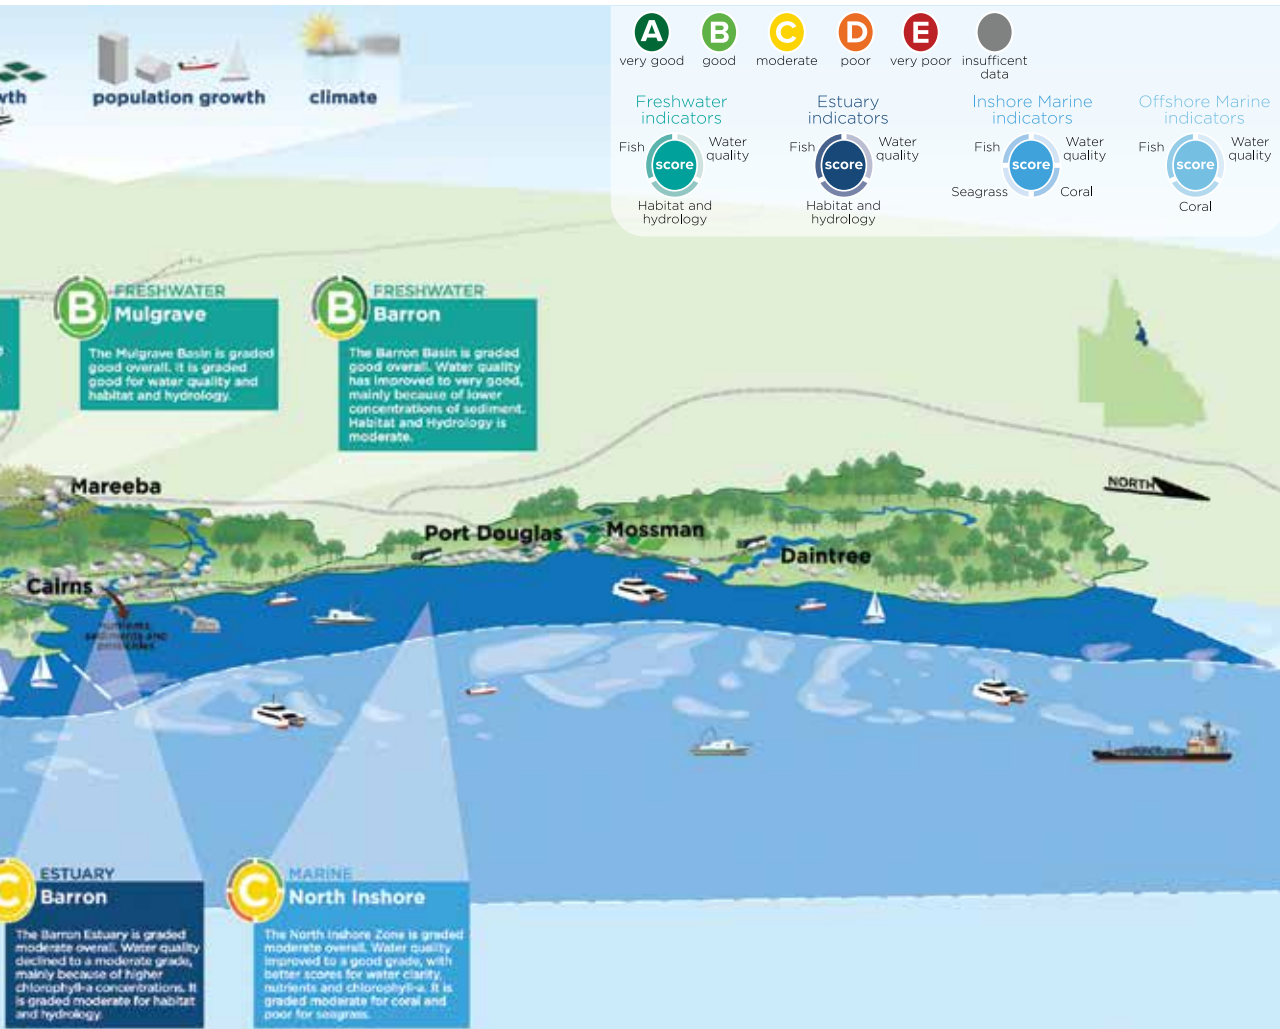 wth
population growth
climate
A
B
C
D
E
very good
good
moderate
poor
very poor
insufficent
data
Freshwater
indicators
Fish
Water
quality
score
Habitat and
hydrology
Estuary
indicators
Fish
Water
quality
score
Habitat and
hydrology
Inshore Marine
indicators
Fish
Water
quality
score
Seagrass
Coral
Offshore Marine
indicators
Fish
Water
quality
score
Coral
B
FRESHWATER
Mulgrave
The Mulgrave Basin is graded
good overall. It is graded
good for water quality and
habitat and hydrology.
B
FRESHWATER
Barron
The Barron Basin is graded
good overall. Water quality
has improved to very good,
mainly because of lower
concentrations of sediment.
Habitat and Hydrology is
moderate.
NORTH
Mareeba
Port Douglas
Mossman
Daintree
Cairns
nutrients
sediments and
pesticides
C
ESTUARY
Barron
The Barron Estuary is graded
moderate overall. Water quality
declined to a moderate grade,
mainly because of higher
chlorophyll-a concentrations. It
is graded moderate for habitat
and hydrology.
C
MARINE
North Inshore
The North Inshore Zone is graded
moderate overall. Water quality
improved to a good grade, with
better scores for water clarity,
nutrients and chlorophyll-a. It is
graded moderate for coral and
poor for seagrass.